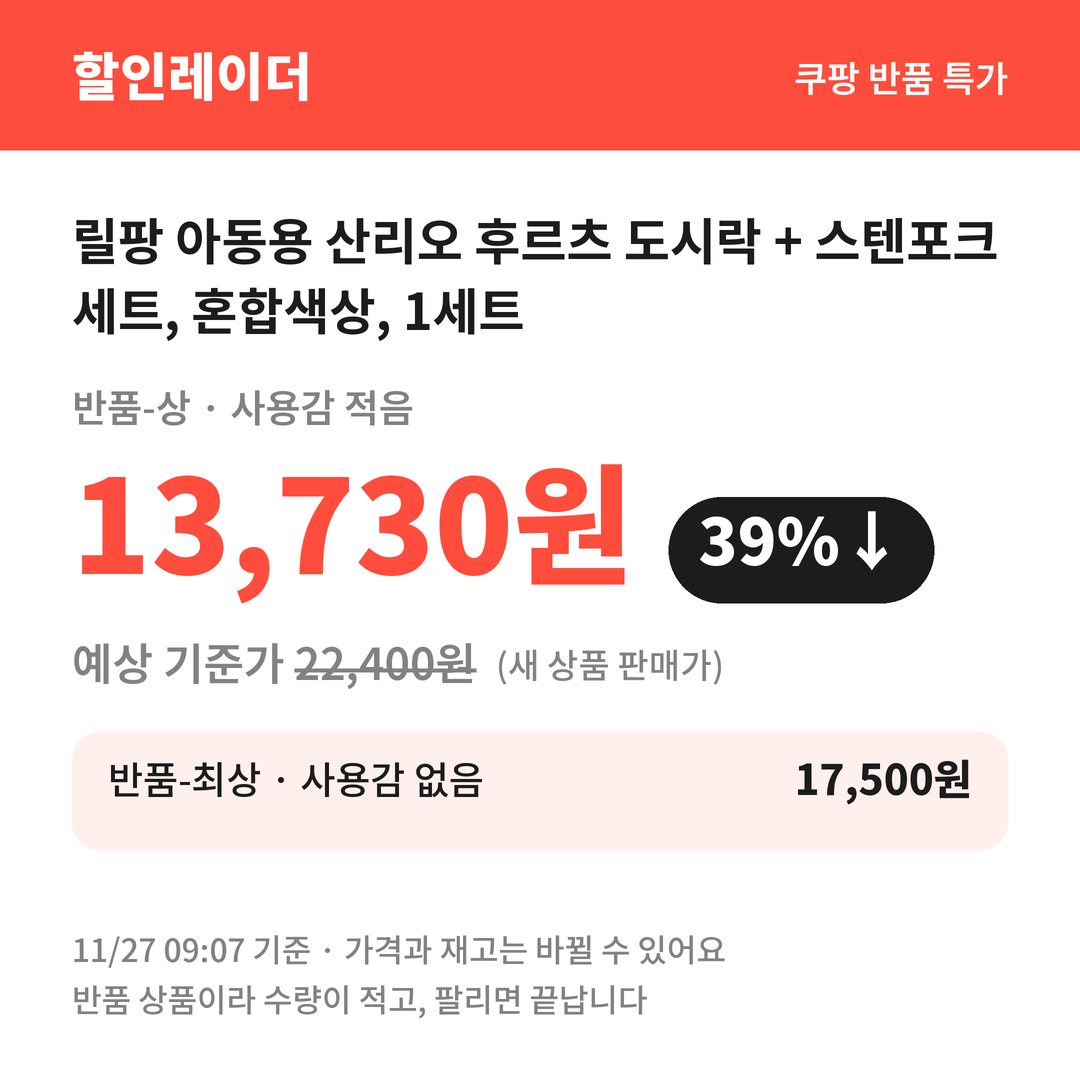 할인레이더
쿠팡 반품 특가
릴팡 아동용 산리오 후르츠 도시락 + 스텐포크
세트, 혼합색상, 1세트
반품-상 · 사용감 적음
13,730원 39%↓
예상 기준가 22,400원 (새 상품 판매가)
반품-최상 · 사용감 없음 17,500원
11/27 09:07 기준 · 가격과 재고는 바뀔 수 있어요
반품 상품이라 수량이 적고, 팔리면 끝납니다